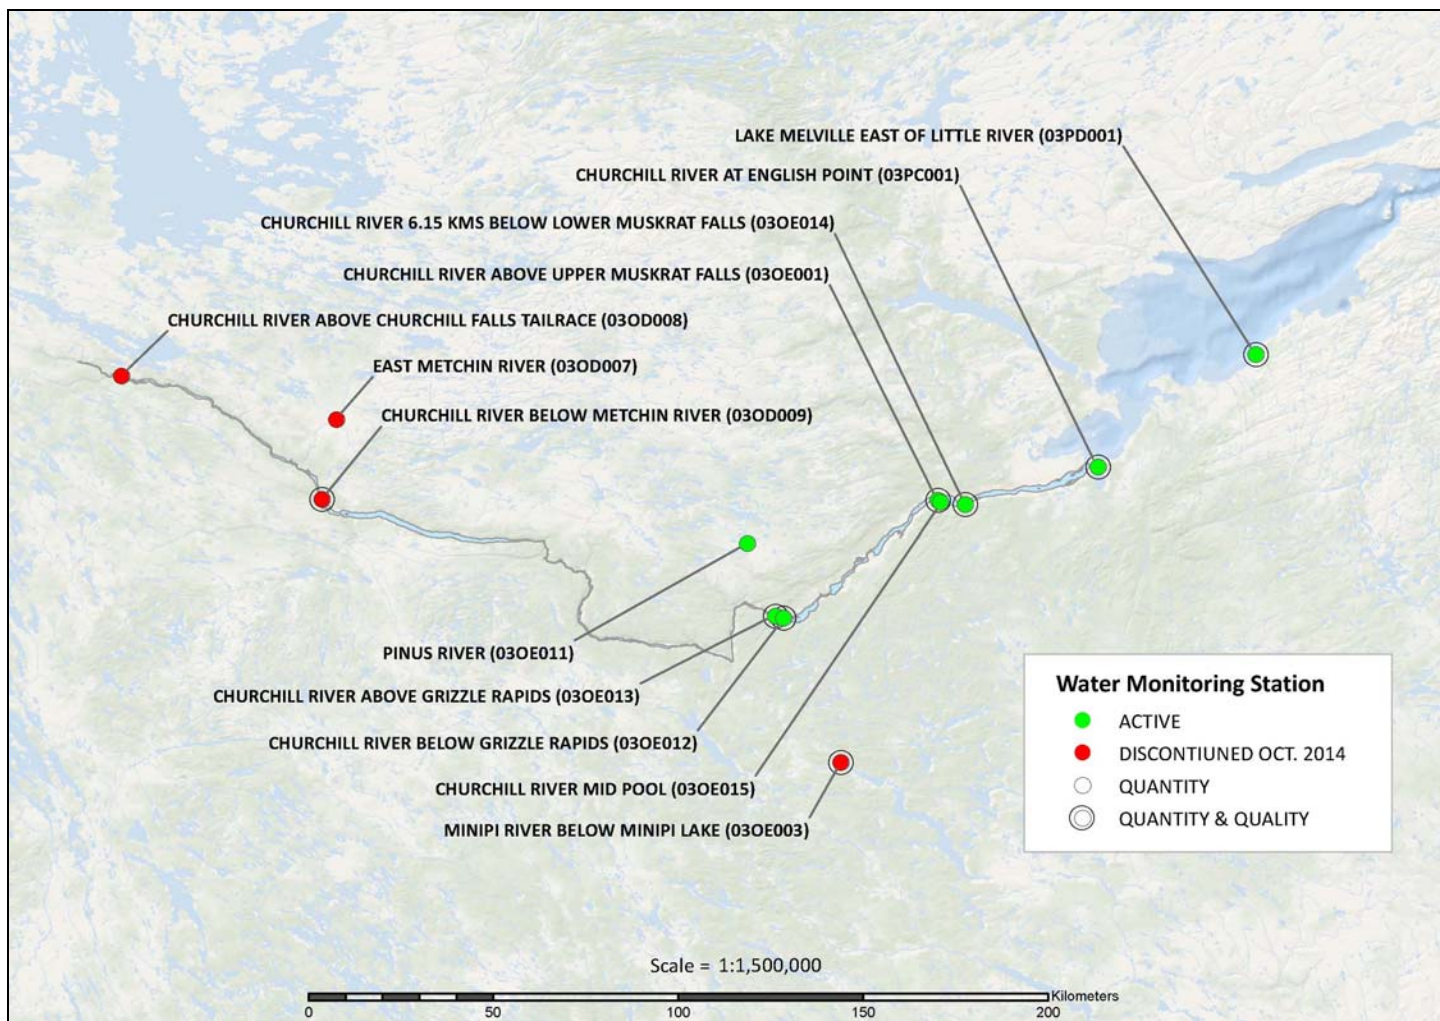 LAKE MELVILLE EAST OF LITTLE RIVER (03PD001)
CHURCHILL RIVER AT ENGLISH POINT (03PC001)
CHURCHILL RIVER 6.15 KMS BELOW LOWER MUSKRAT FALLS (03OE014)
CHURCHILL RIVER ABOVE UPPER MUSKRAT FALLS (03OE001)
CHURCHILL RIVER ABOVE CHURCHILL FALLS TAILRACE (03OD008)
EAST METCHIN RIVER (03OD007)
CHURCHILL RIVER BELOW METCHIN RIVER (03OD009)
PINUS RIVER (03OE011)
CHURCHILL RIVER ABOVE GRIZZLE RAPIDS (03OE013)
CHURCHILL RIVER BELOW GRIZZLE RAPIDS (03OE012)
CHURCHILL RIVER MID POOL (03OE015)
MINIPI RIVER BELOW MINIPI LAKE (03OE003)
Water Monitoring Station
ACTIVE
DISCONTIUNED OCT. 2014
QUANTITY
QUANTITY & QUALITY
Scale = 1:1,500,000
Kilometers
0 50 100 150 200